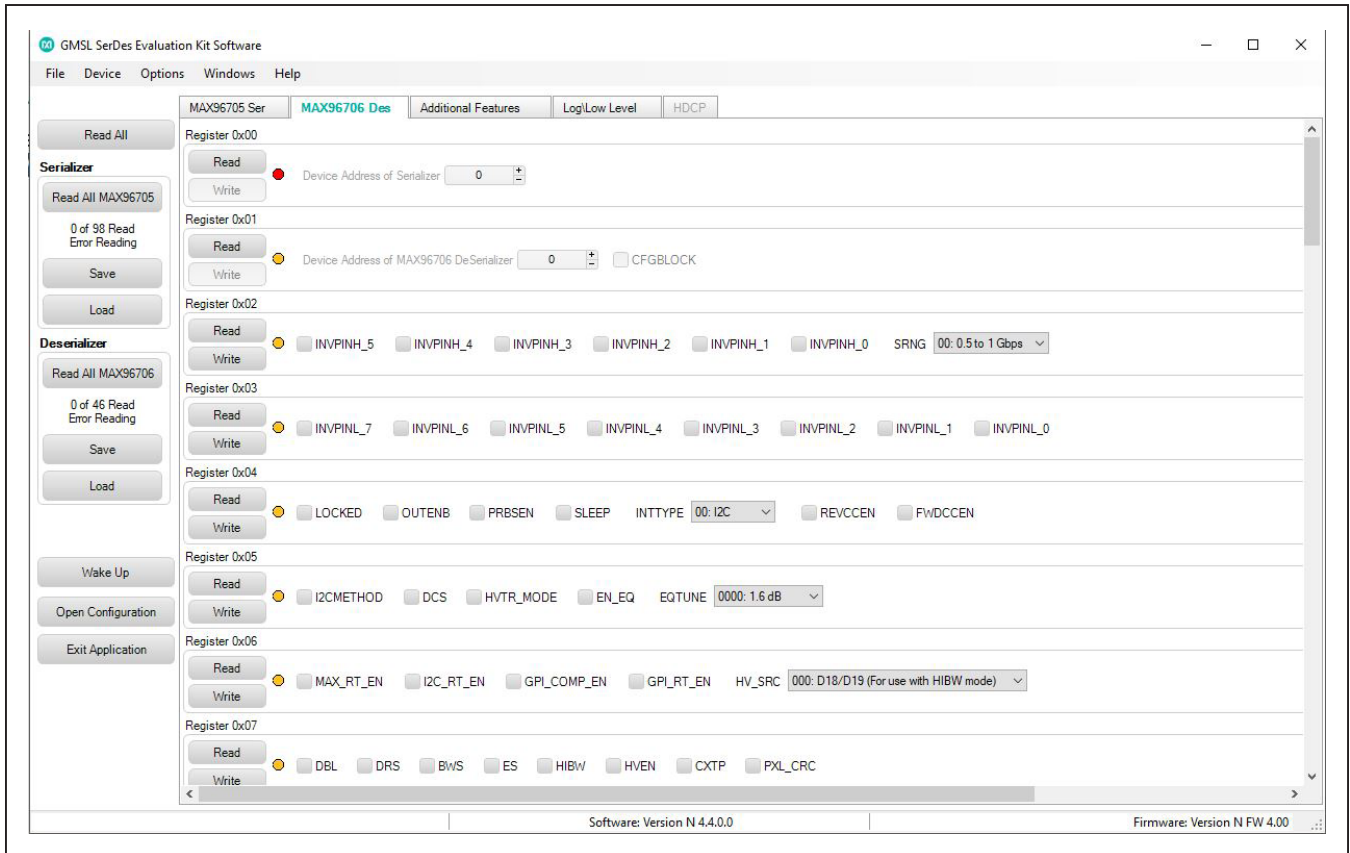 GMSL SerDes Evaluation Kit Software
File Device Options Windows Help
MAX96705 Ser MAX96706 Des Additional Features Log\Low Level HDCP
Read All
Serializer
Read All MAX96705
0 of 98 Read
Error Reading
Save
Load
Deserializer
Read All MAX96706
0 of 46 Read
Error Reading
Save
Load
Wake Up
Open Configuration
Exit Application
Register 0x00
Read
Write
Device Address of Serializer 0
Register 0x01
Read
Write
Device Address of MAX96706 DeSerializer 0 CFGBLOCK
Register 0x02
Read
Write
INVPINH_5 INVPINH_4 INVPINH_3 INVPINH_2 INVPINH_1 INVPINH_0 SRNG 00: 0.5 to 1 Gbps
Register 0x03
Read
Write
INVPINL_7 INVPINL_6 INVPINL_5 INVPINL_4 INVPINL_3 INVPINL_2 INVPINL_1 INVPINL_0
Register 0x04
Read
Write
LOCKED OUTENB PRBSEN SLEEP INTTYPE 00: I2C REVCCEN FWDCCEN
Register 0x05
Read
Write
I2CMETHOD DCS HVTR_MODE EN_EQ EQTUNE 0000: 1.6 dB
Register 0x06
Read
Write
MAX_RT_EN I2C_RT_EN GPI_COMP_EN GPI_RT_EN HV_SRC 000: D18/D19 (For use with HIBW mode)
Register 0x07
Read
Write
DBL DRS BWS ES HIBW HVEN CXTP PXL_CRC
Software: Version N 4.4.0.0
Firmware: Version N FW 4.00